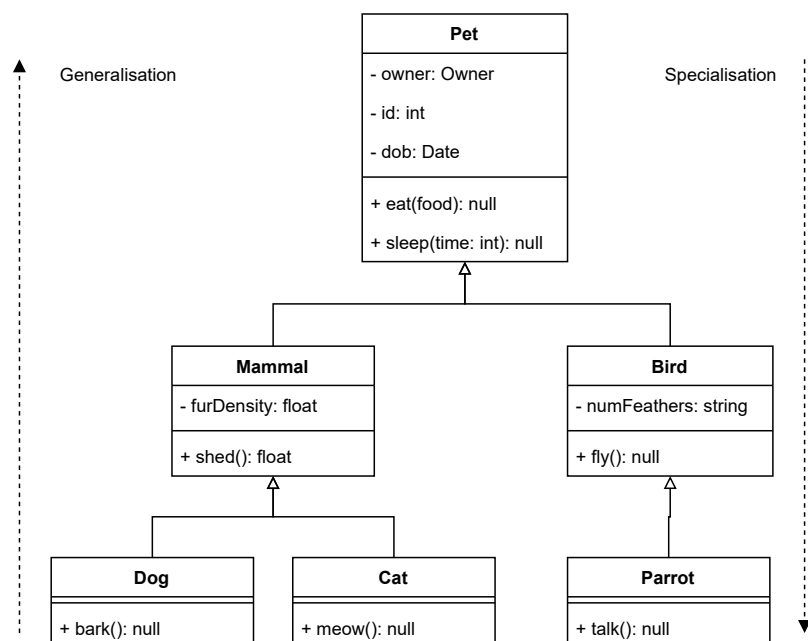 Pet
Generalisation
Specialisation
- owner: Owner
- id: int
- dob: Date
+ eat(food): null
+ sleep(time: int): null
Mammal
- furDensity: float
+ shed(): float
Bird
- numFeathers: string
+ fly(): null
Dog
+ bark(): null
Cat
+ meow(): null
Parrot
+ talk(): null